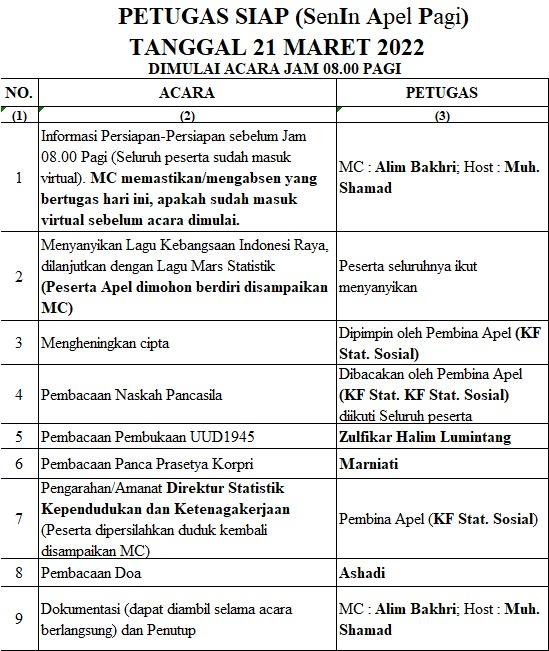 PETUGAS SIAP (SenIn Apel Pagi)
TANGGAL 21 MARET 2022
DIMULAI ACARA JAM 08.00 PAGI
NO. ACARA PETUGAS
(1) (2) (3)
Informasi Persiapan-Persiapan sebelum Jam
08.00 Pagi (Seluruh peserta sudah masuk
1 virtual). MC memastikan/mengabsen yang MC : Alim Bakhri; Host : Muh.
bertugas hari ini, apakah sudah masuk Shamad
virtual sebelum acara dimulai.
Menyanyikan Lagu Kebangsaan Indonesi Raya,
dilanjutkan dengan Lagu Mars Statistik Peserta seluruhnya ikut
2 (Peserta Apel dimohon berdiri disampaikan menyanyikan
MC)
3 Mengheningkan cipta Dipimpin oleh Pembina Apel (KF
Stat. Sosial)
4 Pembacaan Naskah Pancasila Dibacakan oleh Pembina Apel
(KF Stat. KF Stat. Sosial)
diikuti Seluruh peserta
5 Pembacaan Pembukaan UUD1945 Zulfikar Halim Lumintang
6 Pembacaan Panca Prasetya Korpri Marniati
Pengarahan/Amanat Direktur Statistik
7 Kependudukan dan Ketenagakerjaan Pembina Apel (KF Stat. Sosial)
(Peserta dipersilahkan duduk kembali
disampaikan MC)
8 Pembacaan Doa Ashadi
9 Dokumentasi (dapat diambil selama acara MC : Alim Bakhri; Host : Muh.
berlangsung) dan Penutup Shamad